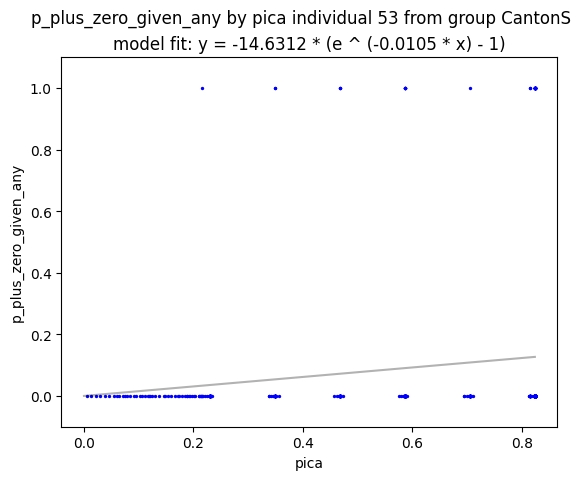 p_plus_zero_given_any by pica individual 53 from group CantonS
model fit: y = -14.6312 * (e ^ (-0.0105 * x) - 1)
1.0
0.8
0.6
0.4
0.2
0.0
p_plus_zero_given_any
0.0 0.2 0.4 0.6 0.8
pica